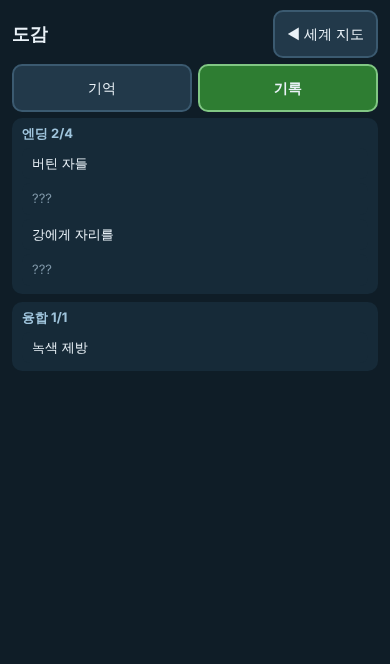 도감
◀ 세계 지도
기억
기록
엔딩 2/4
버틴 자들
???
강에게 자리를
???
융합 1/1
녹색 제방